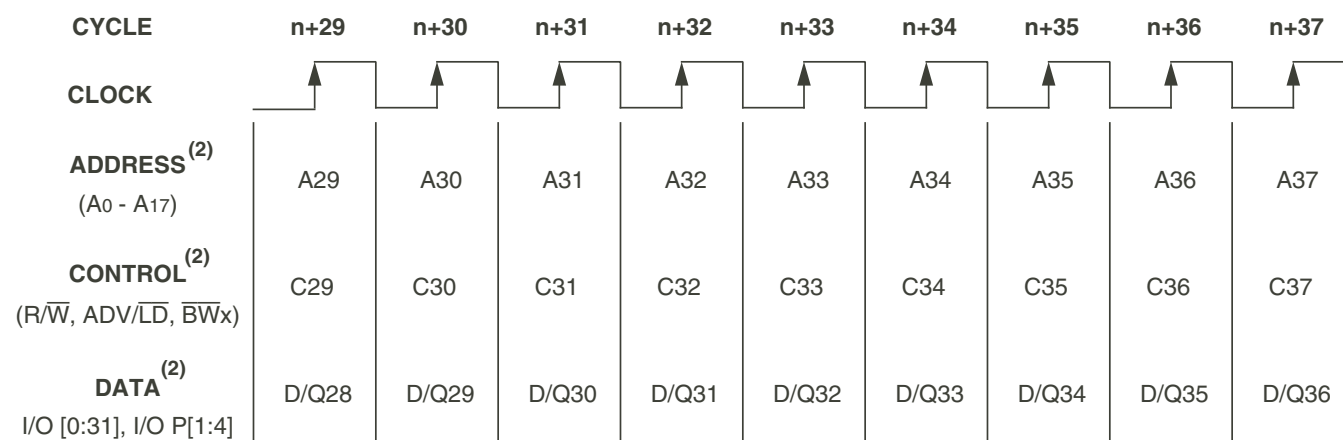 CYCLE n+29 n+30 n+31 n+32 n+33 n+34 n+35 n+36 n+37
CLOCK
ADDRESS(2)
(A0 - A17) A29 A30 A31 A32 A33 A34 A35 A36 A37
CONTROL(2)
(R/W̅, ADV/L̅D̅, B̅W̅x) C29 C30 C31 C32 C33 C34 C35 C36 C37
DATA(2)
I/O [0:31], I/O P[1:4] D/Q28 D/Q29 D/Q30 D/Q31 D/Q32 D/Q33 D/Q34 D/Q35 D/Q36